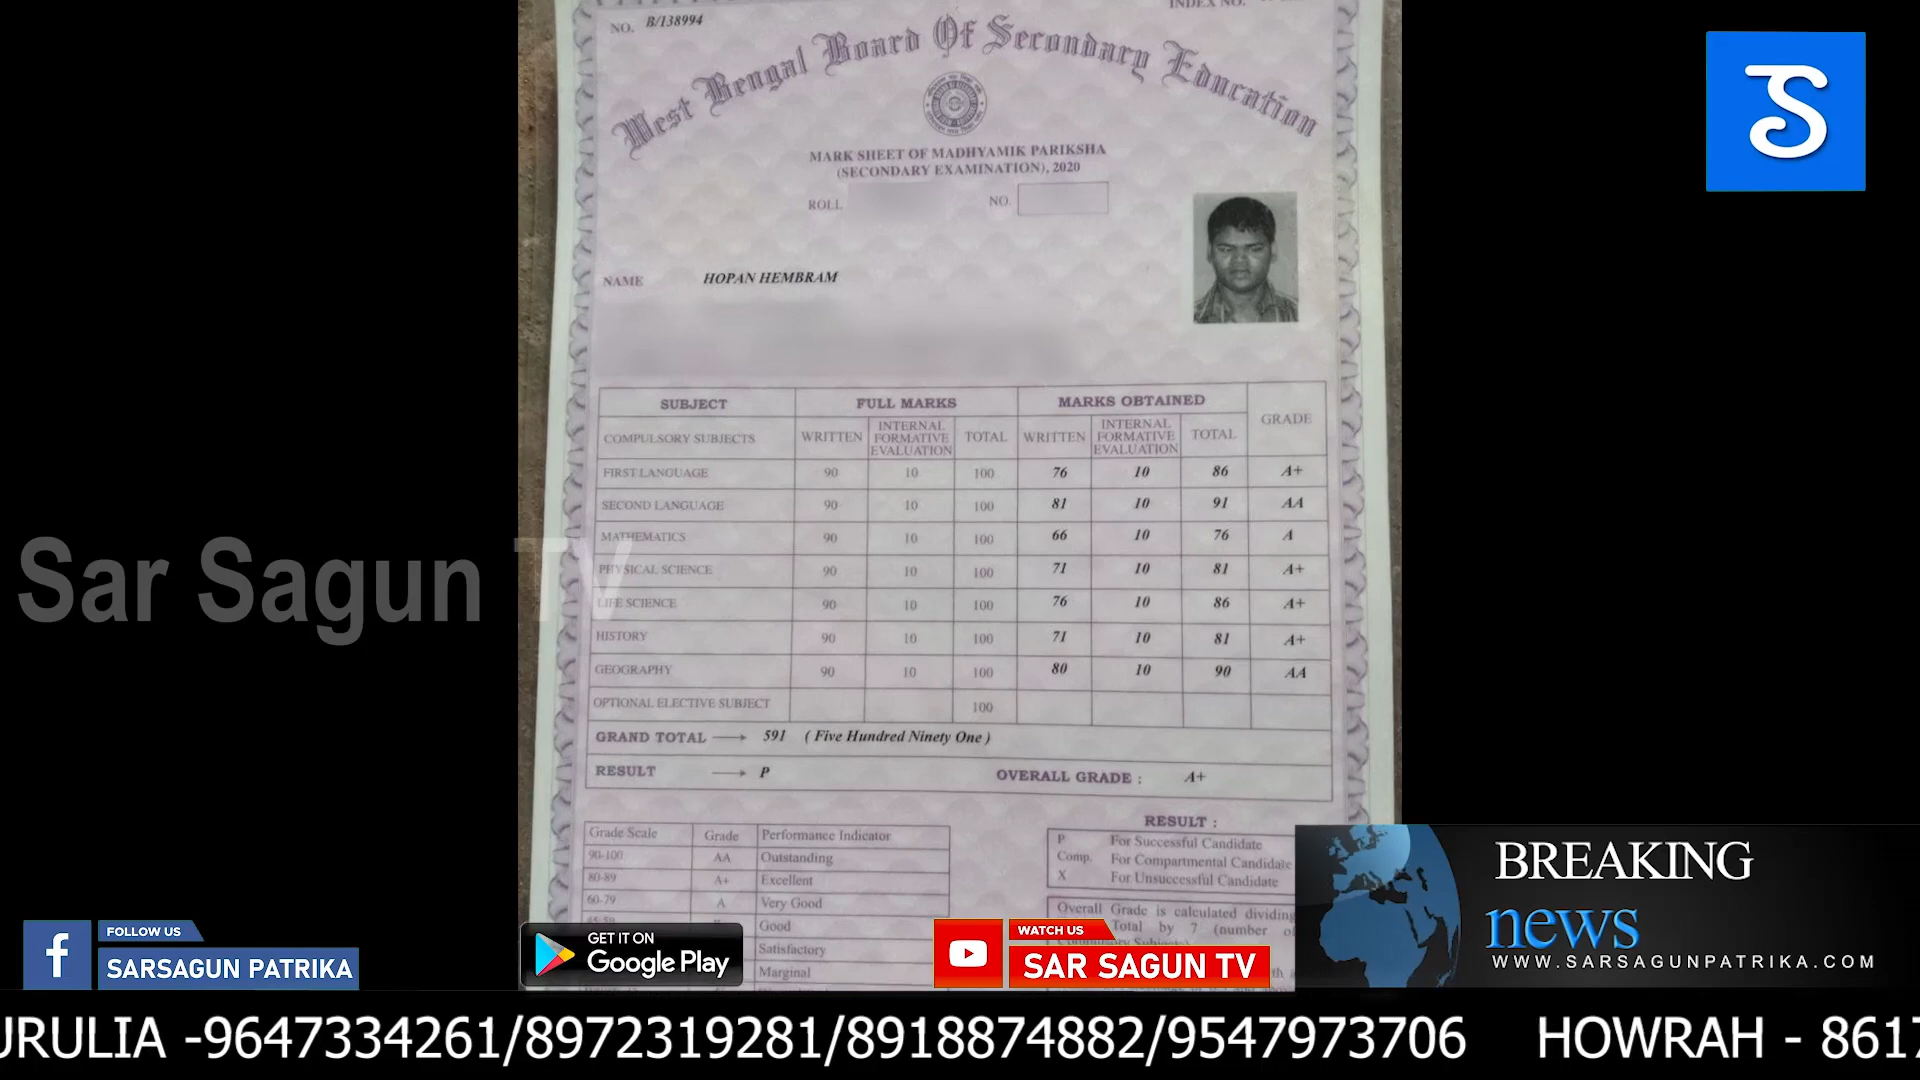 NO. B/138994
INDEX NO.
West Bengal Board Of Secondary Education
MARK SHEET OF MADHYAMIK PARIKSHA
(SECONDARY EXAMINATION), 2020
ROLL NO.
NAME HOPAN HEMBRAM
SUBJECT FULL MARKS MARKS OBTAINED GRADE
COMPULSORY SUBJECTS WRITTEN INTERNAL FORMATIVE EVALUATION TOTAL WRITTEN INTERNAL FORMATIVE EVALUATION TOTAL
FIRST LANGUAGE 90 10 100 76 10 86 A+
SECOND LANGUAGE 90 10 100 81 10 91 AA
MATHEMATICS 90 10 100 66 10 76 A
PHYSICAL SCIENCE 90 10 100 71 10 81 A+
LIFE SCIENCE 90 10 100 76 10 86 A+
HISTORY 90 10 100 71 10 81 A+
GEOGRAPHY 90 10 100 80 10 90 AA
OPTIONAL ELECTIVE SUBJECT 100
GRAND TOTAL → 591 (Five Hundred Ninety One)
RESULT → P OVERALL GRADE : A+
Grade Scale Grade Performance Indicator
90-100 AA Outstanding
80-89 A+ Excellent
60-79 A Very Good
45-59 Good
Satisfactory
Marginal
RESULT :
P For Successful Candidate
Comp. For Compartmental Candidate
X For Unsuccessful Candidate
Overall Grade is calculated dividing
Total by 7 (number of
Sar Sagun TV
BREAKING
news
WWW.SARSAGUNPATRIKA.COM
FOLLOW US
SARSAGUN PATRIKA
GET IT ON
Google Play
WATCH US
SAR SAGUN TV
URULIA -9647334261/8972319281/8918874882/9547973706 HOWRAH - 8617